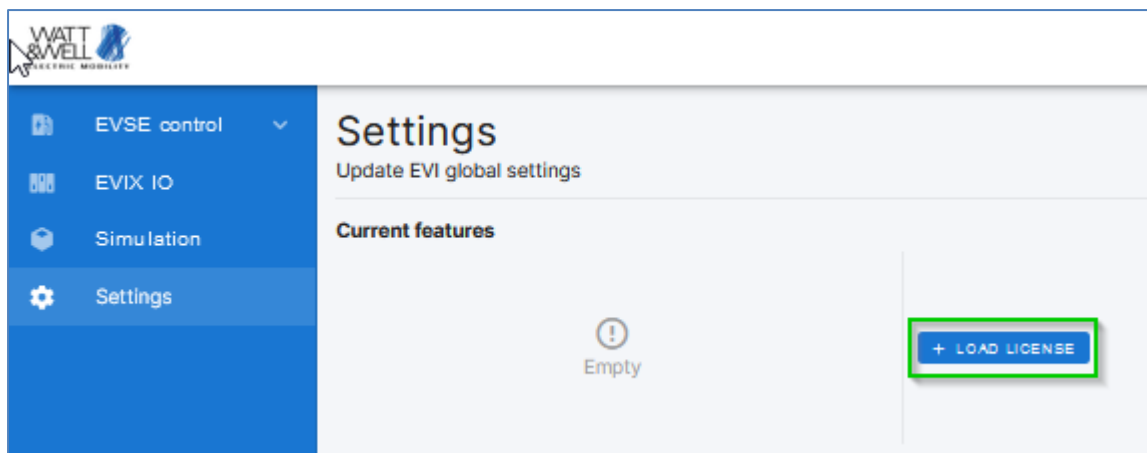 WATT
&WELL
ELECTRIC MOBILITY
EVSE control
EVIX IO
Simulation
Settings
Settings
Update EVI global settings
Current features
Empty
+ LOAD LICENSE